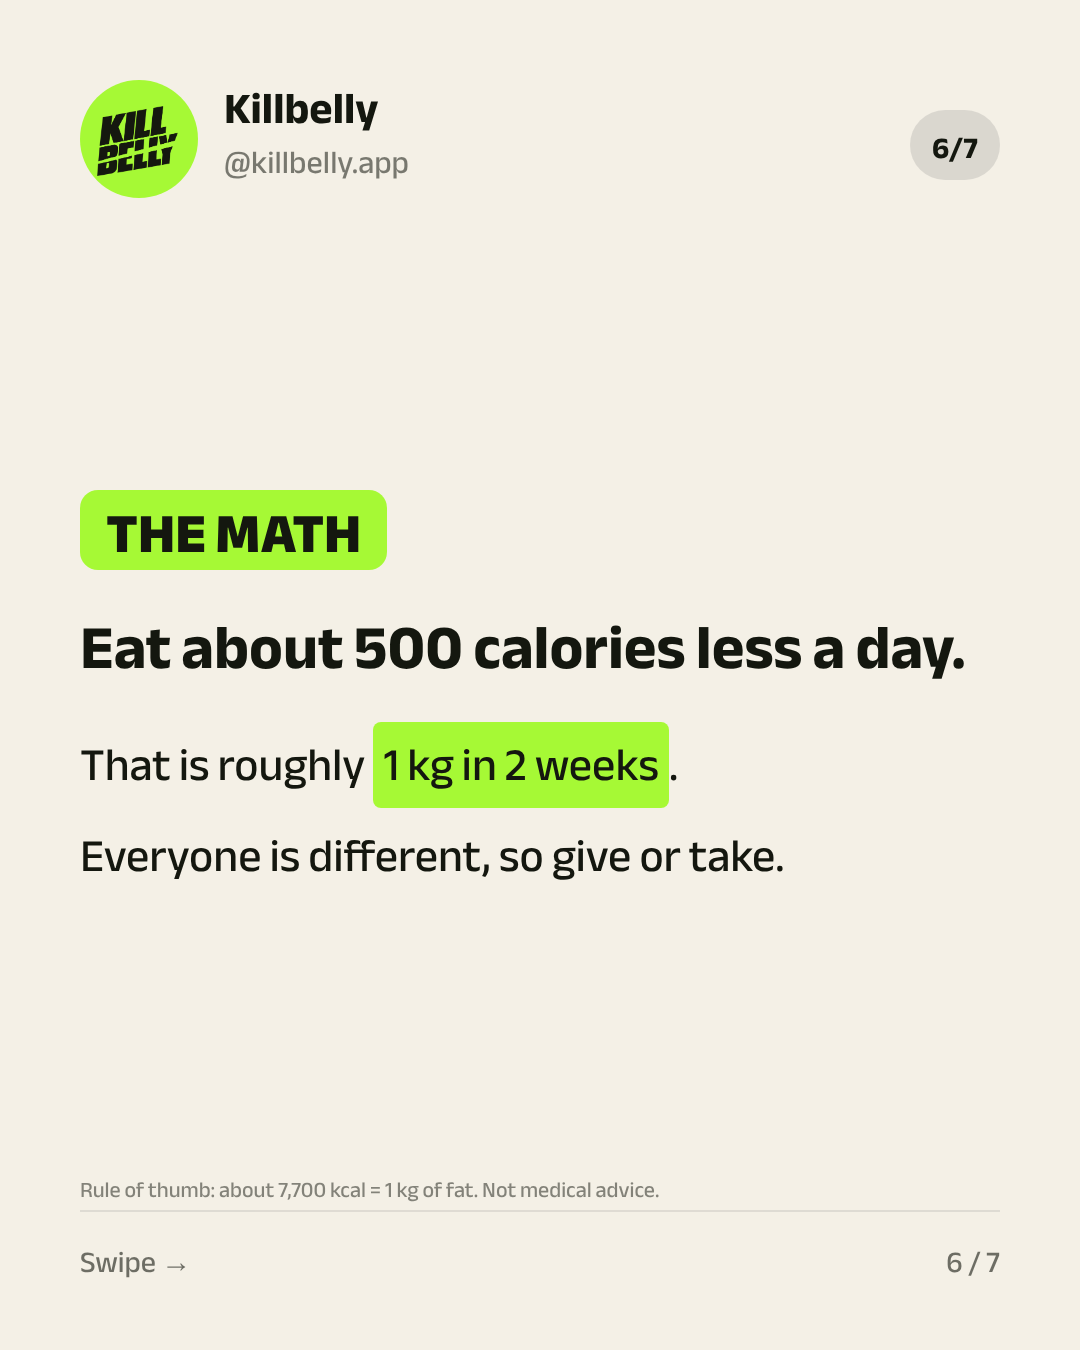 KILL
BELLY
Killbelly
@killbelly.app
6/7
THE MATH
Eat about 500 calories less a day.
That is roughly 1 kg in 2 weeks.
Everyone is different, so give or take.
Rule of thumb: about 7,700 kcal = 1 kg of fat. Not medical advice.
Swipe →
6 / 7